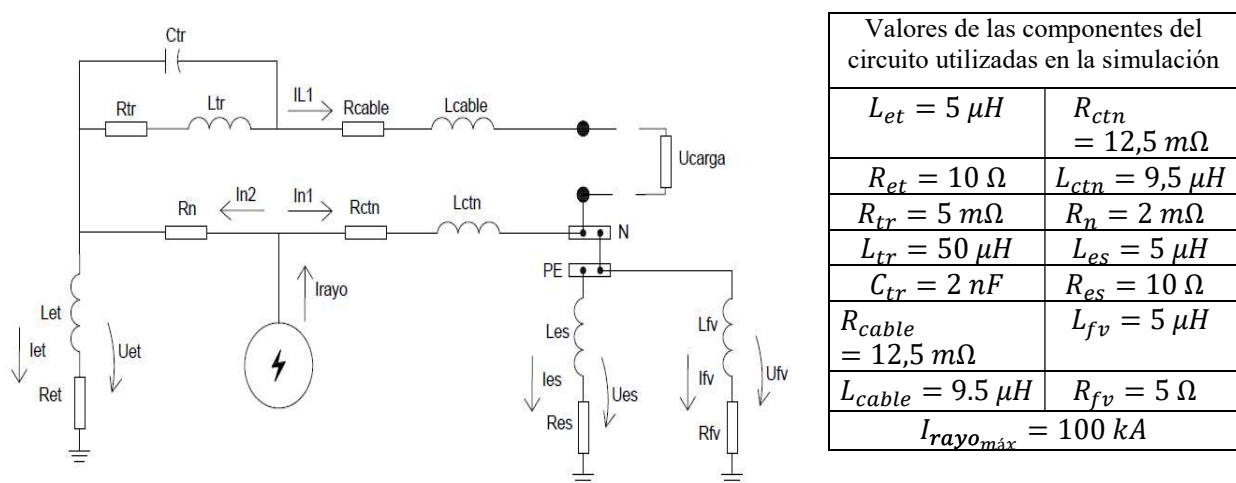 Ctr
Rtr
Ltr
IL1
Rcable
Lcable
Ucarga
Rn
In2
In1
Rctn
Lctn
N
PE
Irayo
Let
Iet
Uet
Ret
Les
Ies
Ues
Res
Lfv
Ifv
Ufv
Rfv
Valores de las componentes del
circuito utilizadas en la simulación
L_et = 5 μH
R_ctn
= 12,5 mΩ
R_et = 10 Ω
L_ctn = 9,5 μH
R_tr = 5 mΩ
R_n = 2 mΩ
L_tr = 50 μH
L_es = 5 μH
C_tr = 2 nF
R_es = 10 Ω
R_cable
= 12,5 mΩ
L_fv = 5 μH
L_cable = 9.5 μH
R_fv = 5 Ω
I_rayo_máx = 100 kA